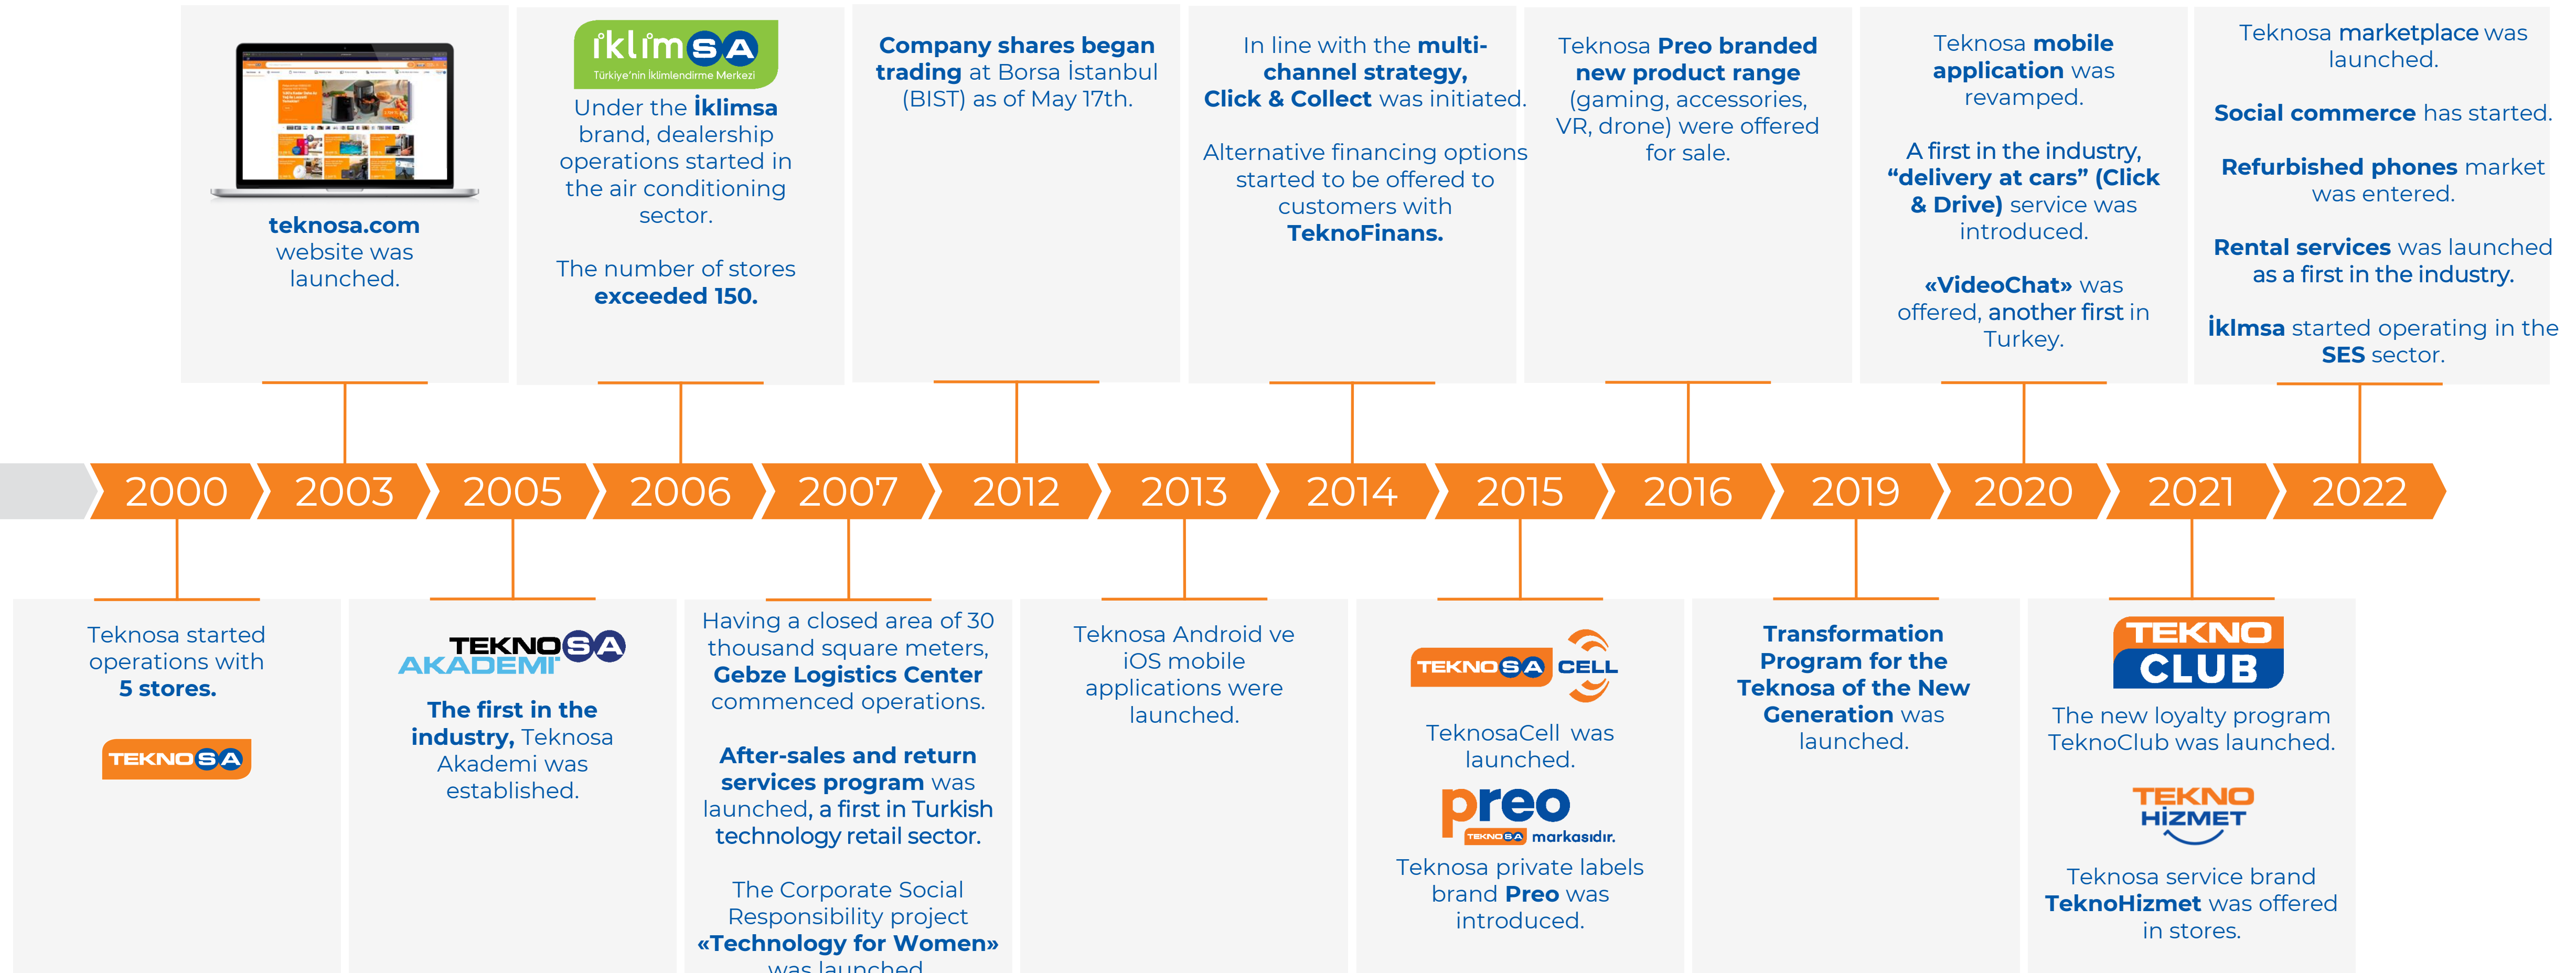 teknosa.com
website was
launched.
iklimSA
Türkiye'nin İklimlendirme Merkezi
Under the İklimsa
brand, dealership
operations started in
the air conditioning
sector.
The number of stores
exceeded 150.
Company shares began
trading at Borsa İstanbul
(BIST) as of May 17th.
In line with the multi-
channel strategy,
Click & Collect was initiated.
Alternative financing options
started to be offered to
customers with
TeknoFinans.
Teknosa Preo branded
new product range
(gaming, accessories,
VR, drone) were offered
for sale.
Teknosa mobile
application was
revamped.
A first in the industry,
“delivery at cars” (Click
& Drive) service was
introduced.
«VideoChat» was
offered, another first in
Turkey.
Teknosa marketplace was
launched.
Social commerce has started.
Refurbished phones market
was entered.
Rental services was launched
as a first in the industry.
İklmsa started operating in the
SES sector.
2000
2003
2005
2006
2007
2012
2013
2014
2015
2016
2019
2020
2021
2022
Teknosa started
operations with
5 stores.
TEKNOSA
TEKNOSA
AKADEMİ
The first in the
industry, Teknosa
Akademi was
established.
Having a closed area of 30
thousand square meters,
Gebze Logistics Center
commenced operations.
After-sales and return
services program was
launched, a first in Turkish
technology retail sector.
The Corporate Social
Responsibility project
«Technology for Women»
was launched
Teknosa Android ve
iOS mobile
applications were
launched.
TEKNOSA CELL
TeknosaCell was
launched.
preo
TEKNOSA markasıdır.
Teknosa private labels
brand Preo was
introduced.
Transformation
Program for the
Teknosa of the New
Generation was
launched.
TEKNO
CLUB
The new loyalty program
TeknoClub was launched.
TEKNO
HİZMET
Teknosa service brand
TeknoHizmet was offered
in stores.